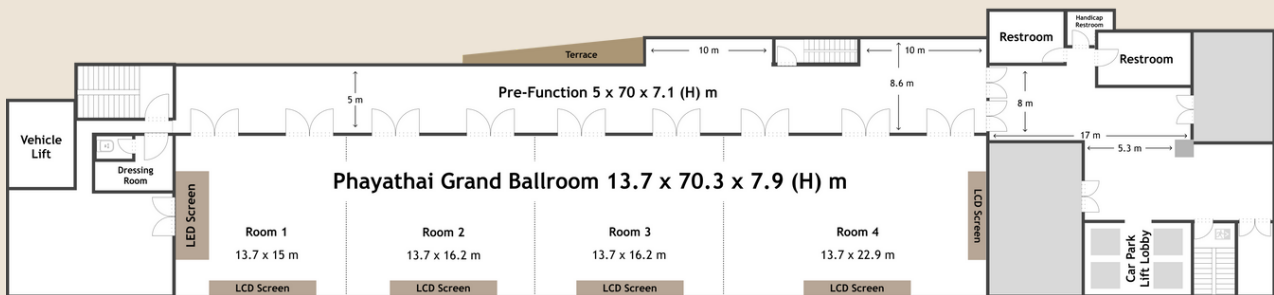 Restroom
Handicap
Restroom
Restroom
Terrace
10 m
10 m
5 m
Pre-Function 5 x 70 x 7.1 (H) m
8.6 m
8 m
17 m
5.3 m
Vehicle
Lift
Dressing
Room
Phayathai Grand Ballroom 13.7 x 70.3 x 7.9 (H) m
LED Screen
LCD Screen
Room 1
13.7 x 15 m
Room 2
13.7 x 16.2 m
Room 3
13.7 x 16.2 m
Room 4
13.7 x 22.9 m
Car Park
Lift Lobby
LCD Screen
LCD Screen
LCD Screen
LCD Screen